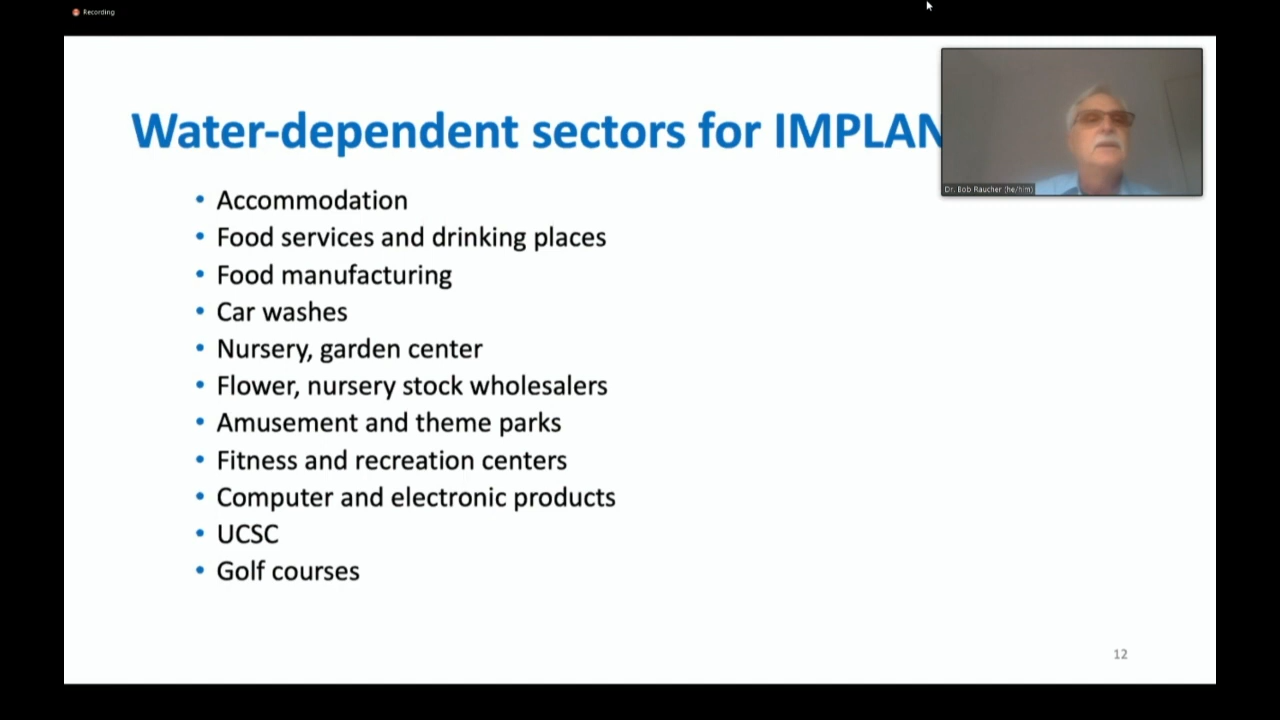 Recording
Water-dependent sectors for IMPLAN
Dr. Bob Raucher (he/him)
• Accommodation
• Food services and drinking places
• Food manufacturing
• Car washes
• Nursery, garden center
• Flower, nursery stock wholesalers
• Amusement and theme parks
• Fitness and recreation centers
• Computer and electronic products
• UCSC
• Golf courses
12